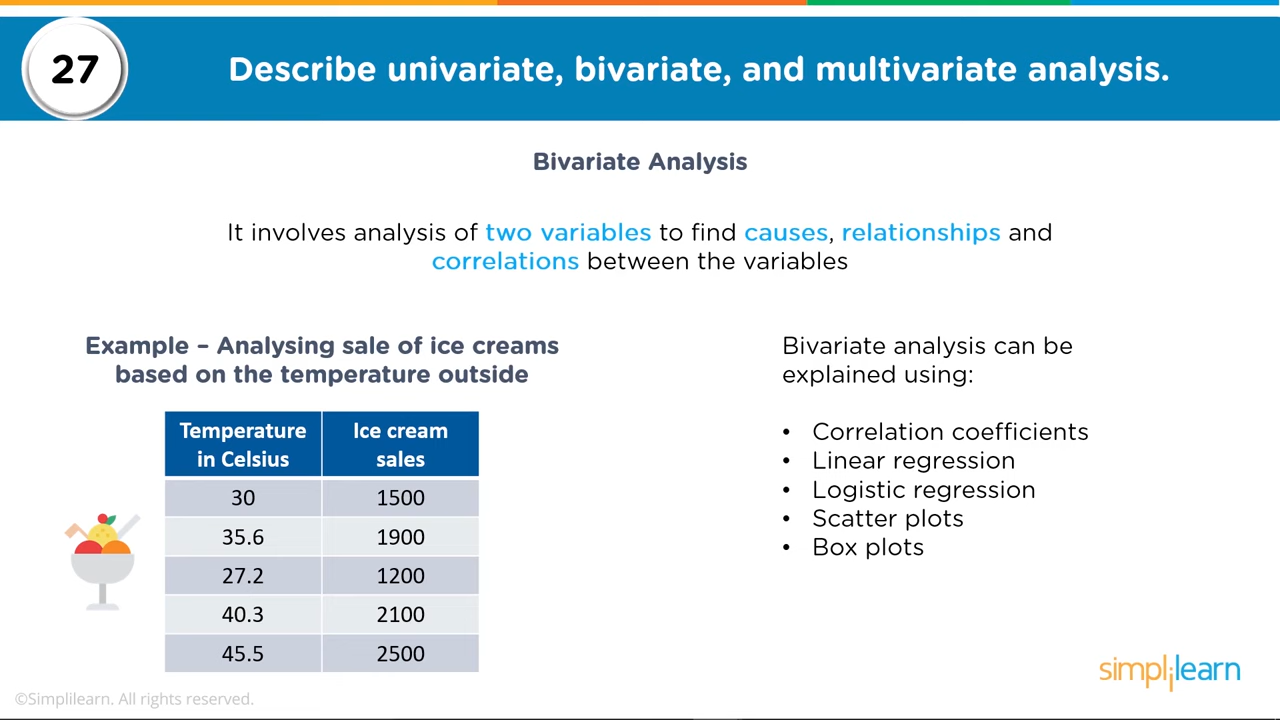 27
Describe univariate, bivariate, and multivariate analysis.
Bivariate Analysis
It involves analysis of two variables to find causes, relationships and
correlations between the variables
Example – Analysing sale of ice creams
based on the temperature outside
Temperature in Celsius | Ice cream sales
30 | 1500
35.6 | 1900
27.2 | 1200
40.3 | 2100
45.5 | 2500
Bivariate analysis can be
explained using:
• Correlation coefficients
• Linear regression
• Logistic regression
• Scatter plots
• Box plots
simplilearn
©Simplilearn. All rights reserved.